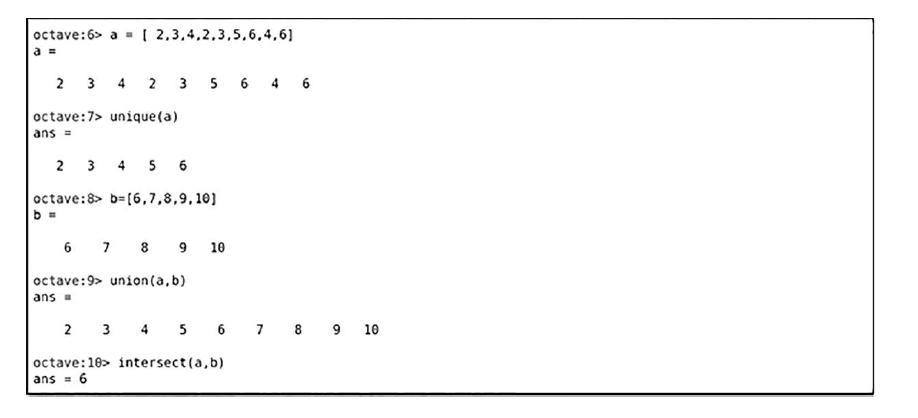 octave:6> a = [ 2,3,4,2,3,5,6,4,6]
a =
2 3 4 2 3 5 6 4 6
octave:7> unique(a)
ans =
2 3 4 5 6
octave:8> b=[6,7,8,9,10]
b =
6 7 8 9 10
octave:9> union(a,b)
ans =
2 3 4 5 6 7 8 9 10
octave:10> intersect(a,b)
ans = 6